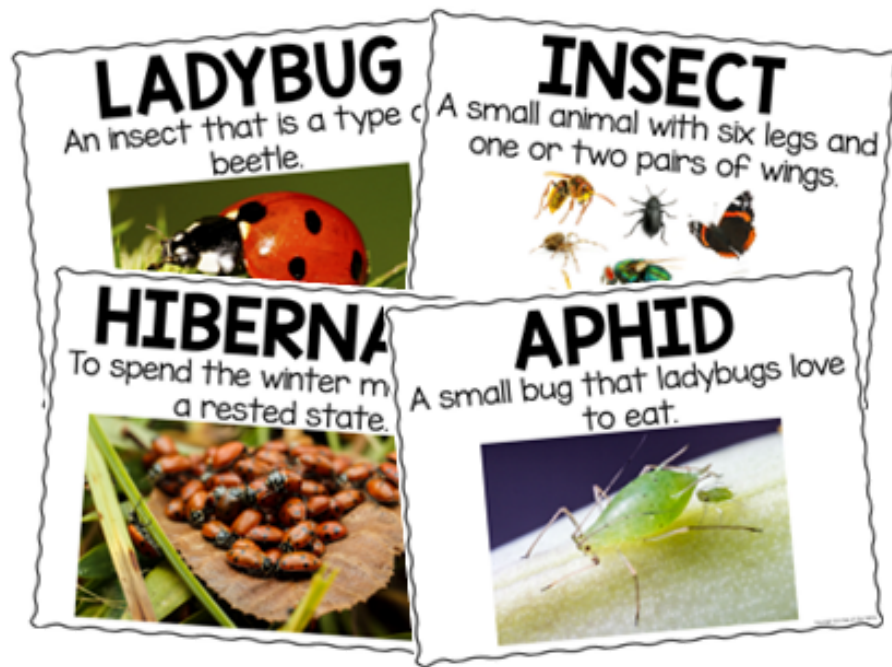 LADYBUG
An insect that is a type
beetle.
INSECT
A small animal with six legs and
one or two pairs of wings.
HIBERNA
To spend the winter m
a rested state.
APHID
A small bug that ladybugs love
to eat.